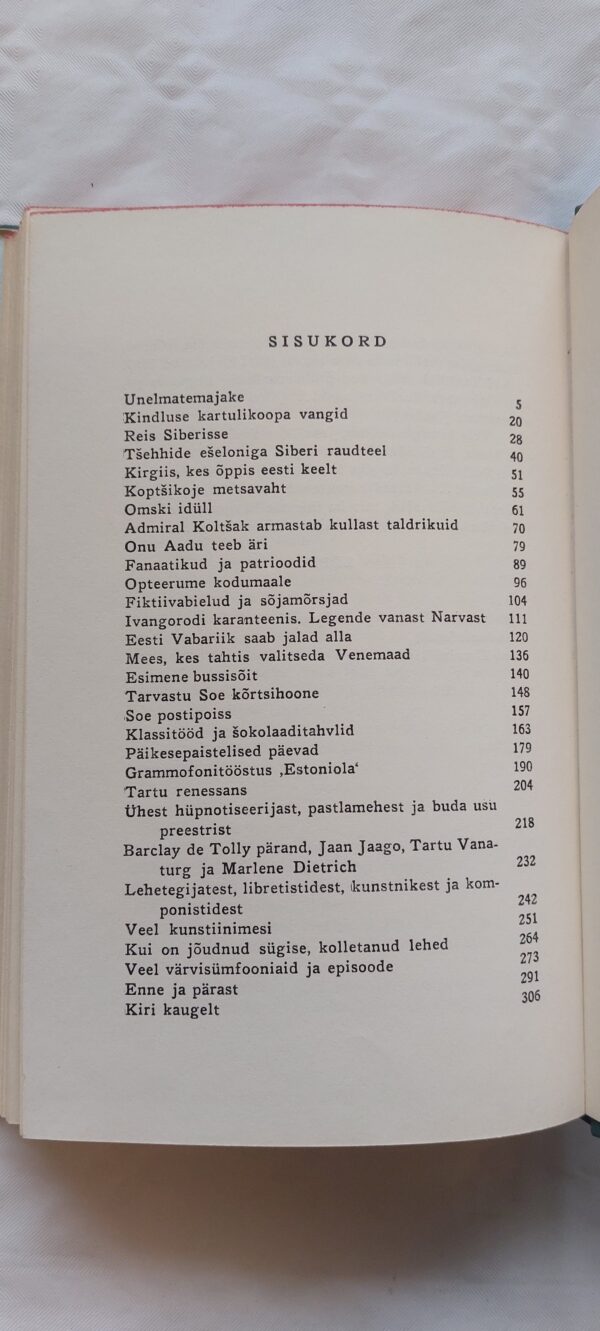 SISUKORD
Unelmatemajake 5
Kindluse kartulikoopa vangid 20
Reis Siberisse 28
Tšehhide ešeloniga Siberi raudteel 40
Kirgiis, kes õppis eesti keelt 51
Koptšikoje metsavaht 55
Omski idüll 61
Admiral Koltšak armastab kullast taldrikuid 70
Onu Aadu teeb äri 79
Fanaatikud ja patrioodid 89
Opteerume kodumaale 96
Fiktiivabielud ja sõjamõrsjad 104
Ivangorodi karanteenis. Legende vanast Narvast 111
Eesti Vabariik saab jalad alla 120
Mees, kes tahtis valitseda Venemaad 136
Esimene bussisõit 140
Tarvastu Soe kõrtsihoone 148
Soe postipoiss 157
Klassitööd ja šokolaaditahvlid 163
Päikesepaistelised päevad 179
Grammofonitööstus ‚Estoniola‘ 190
Tartu renessans 204
Ühest hüpnotiseerijast, pastlamehest ja buda usu
preestrist 218
Barclay de Tolly pärand, Jaan Jaago, Tartu Vana-
turg ja Marlene Dietrich 232
Lehetegijatest, libretistidest, kunstnikest ja kom-
ponistidest 242
Veel kunstiinimesi 251
Kui on jõudnud sügise, kolletanud lehed 264
Veel värvisümfooniaid ja episoode 273
Enne ja pärast 291
Kiri kaugelt 306